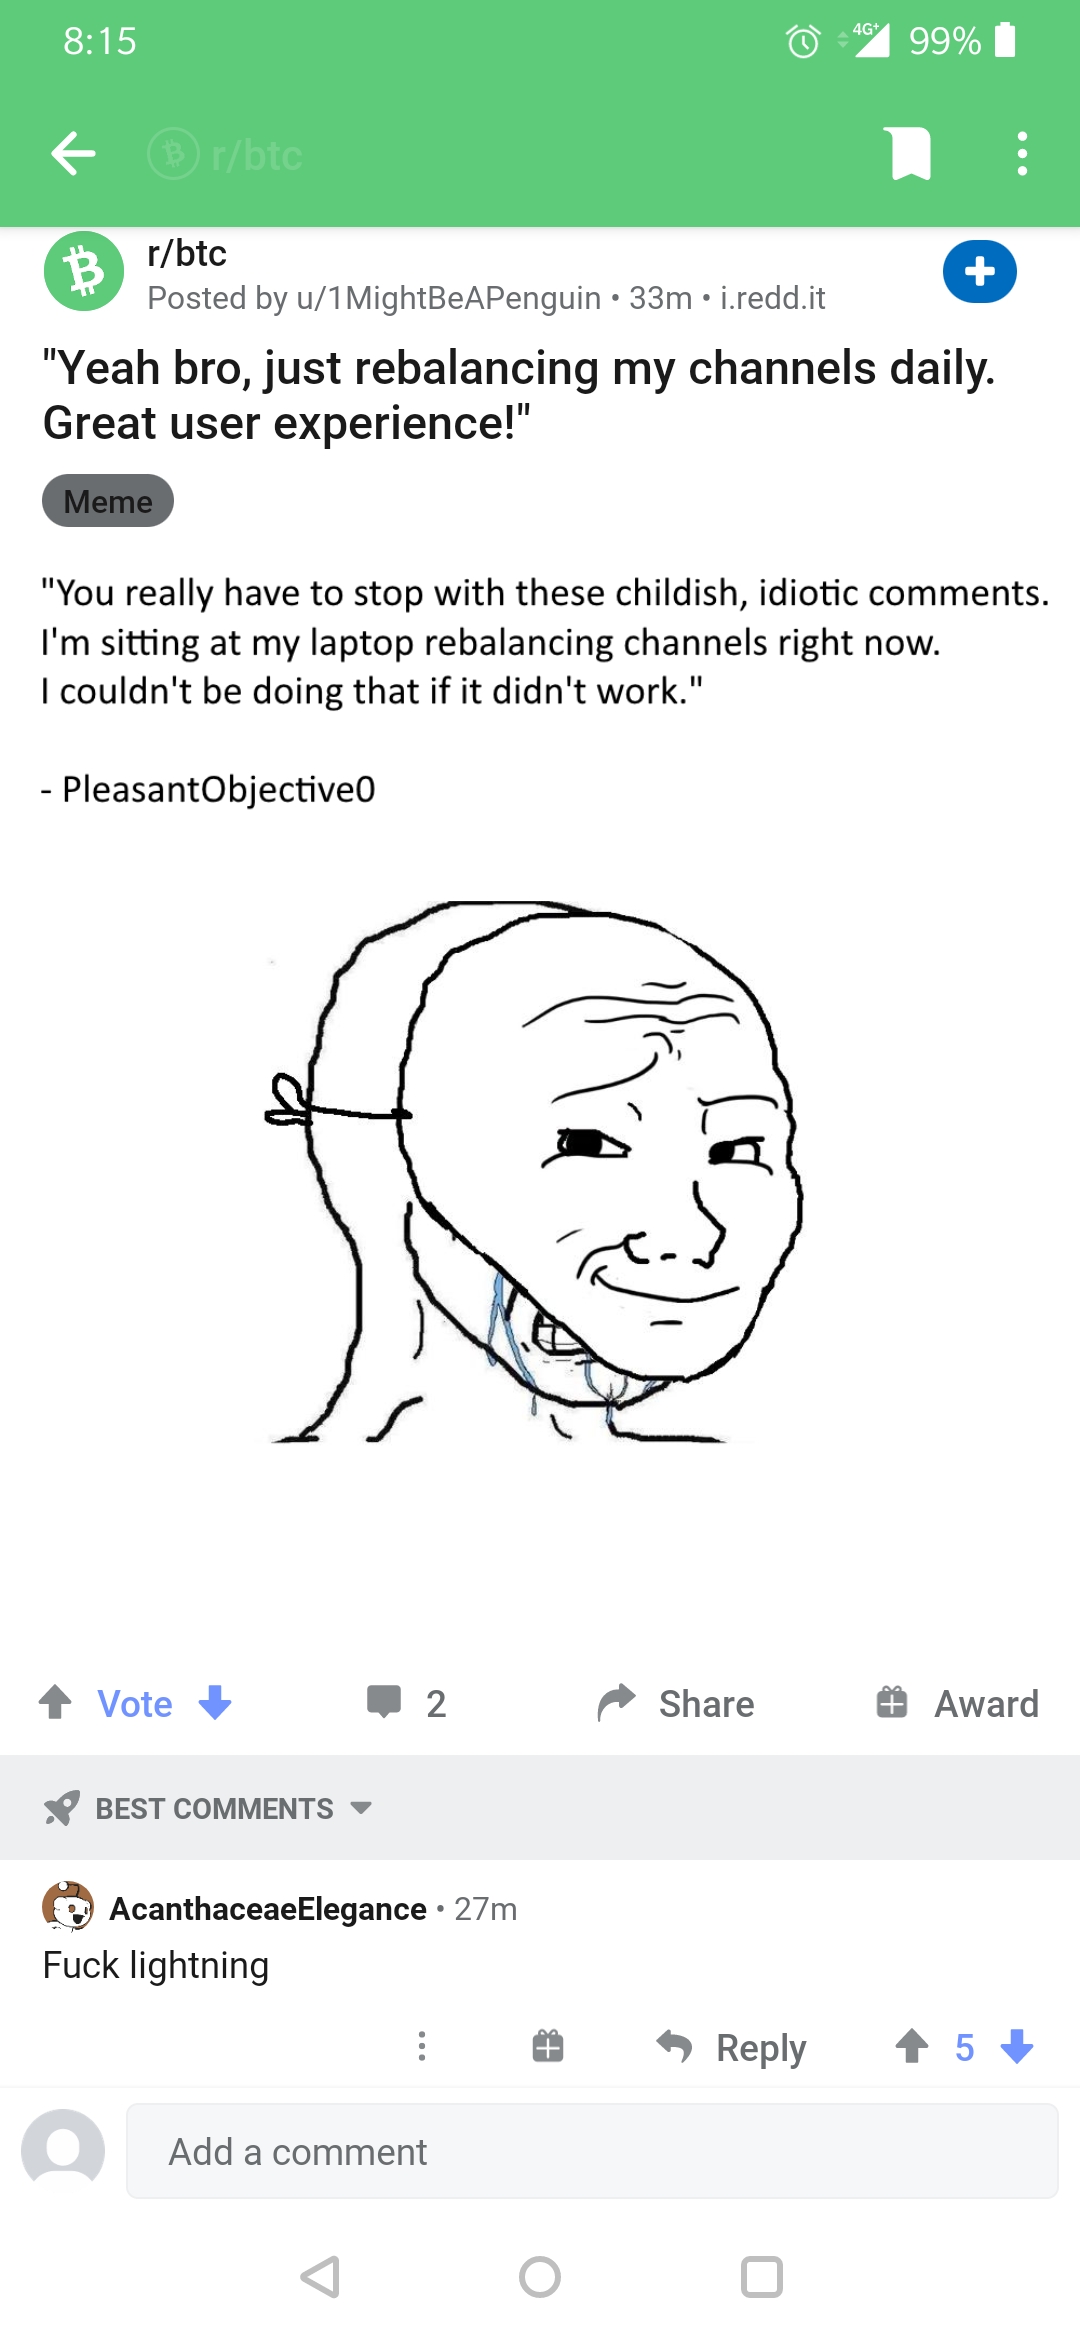 8:15
4G+
99%
r/btc
r/btc
Posted by u/1MightBeAPenguin • 33m • i.redd.it
"Yeah bro, just rebalancing my channels daily.
Great user experience!"
Meme
"You really have to stop with these childish, idiotic comments.
I'm sitting at my laptop rebalancing channels right now.
I couldn't be doing that if it didn't work."
- PleasantObjective0
Vote
2
Share
Award
BEST COMMENTS
AcanthaceaeElegance • 27m
Fuck lightning
Reply
5
Add a comment